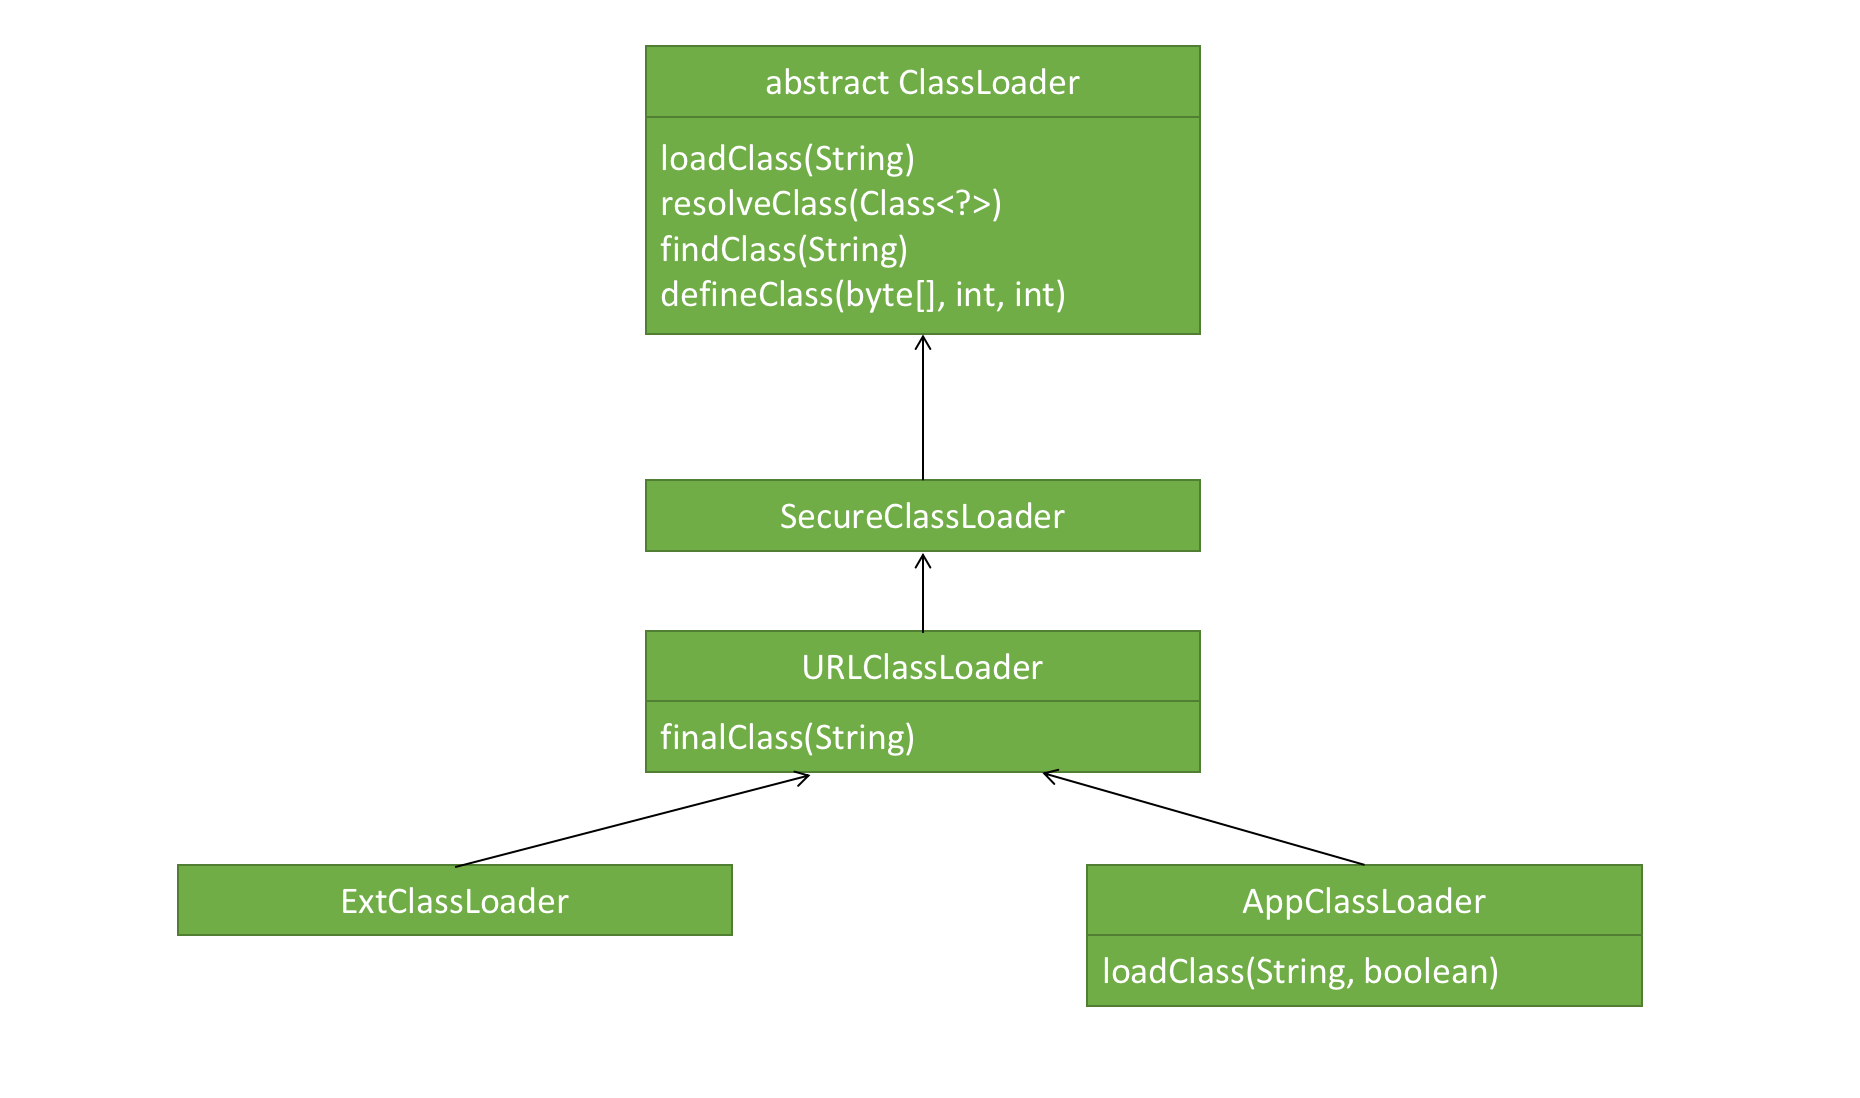 abstract ClassLoader
loadClass(String)
resolveClass(Class<?>)
findClass(String)
defineClass(byte[], int, int)
SecureClassLoader
URLClassLoader
finalClass(String)
ExtClassLoader
AppClassLoader
loadClass(String, boolean)